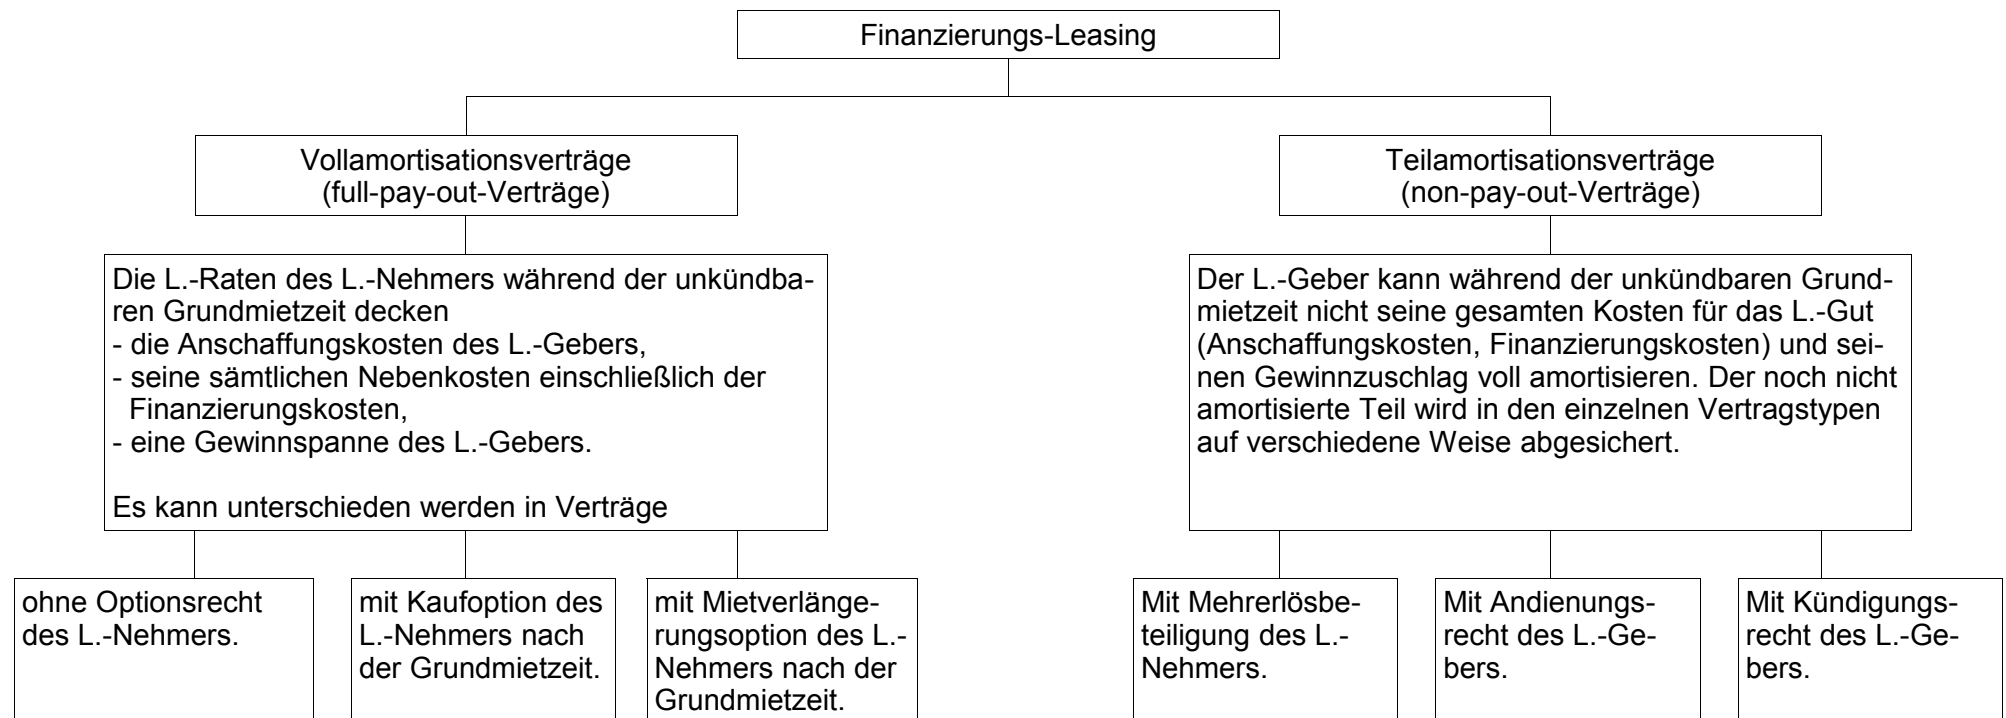 Finanzierungs-Leasing
Vollamortisationsverträge
(full-pay-out-Verträge)
Teilamortisationsverträge
(non-pay-out-Verträge)
Die L.-Raten des L.-Nehmers während der unkündba-
ren Grundmietzeit decken
- die Anschaffungskosten des L.-Gebers,
- seine sämtlichen Nebenkosten einschließlich der
Finanzierungskosten,
- eine Gewinnspanne des L.-Gebers.
Es kann unterschieden werden in Verträge
Der L.-Geber kann während der unkündbaren Grund-
mietzeit nicht seine gesamten Kosten für das L.-Gut
(Anschaffungskosten, Finanzierungskosten) und sei-
nen Gewinnzuschlag voll amortisieren. Der noch nicht
amortisierte Teil wird in den einzelnen Vertragstypen
auf verschiedene Weise abgesichert.
ohne Optionsrecht
des L.-Nehmers.
mit Kaufoption des
L.-Nehmers nach
der Grundmietzeit.
mit Mietverlänge-
rungsoption des L.-
Nehmers nach der
Grundmietzeit.
Mit Mehrerlösbe-
teiligung des L.-
Nehmers.
Mit Andienungs-
recht des L.-Ge-
bers.
Mit Kündigungs-
recht des L.-Ge-
bers.